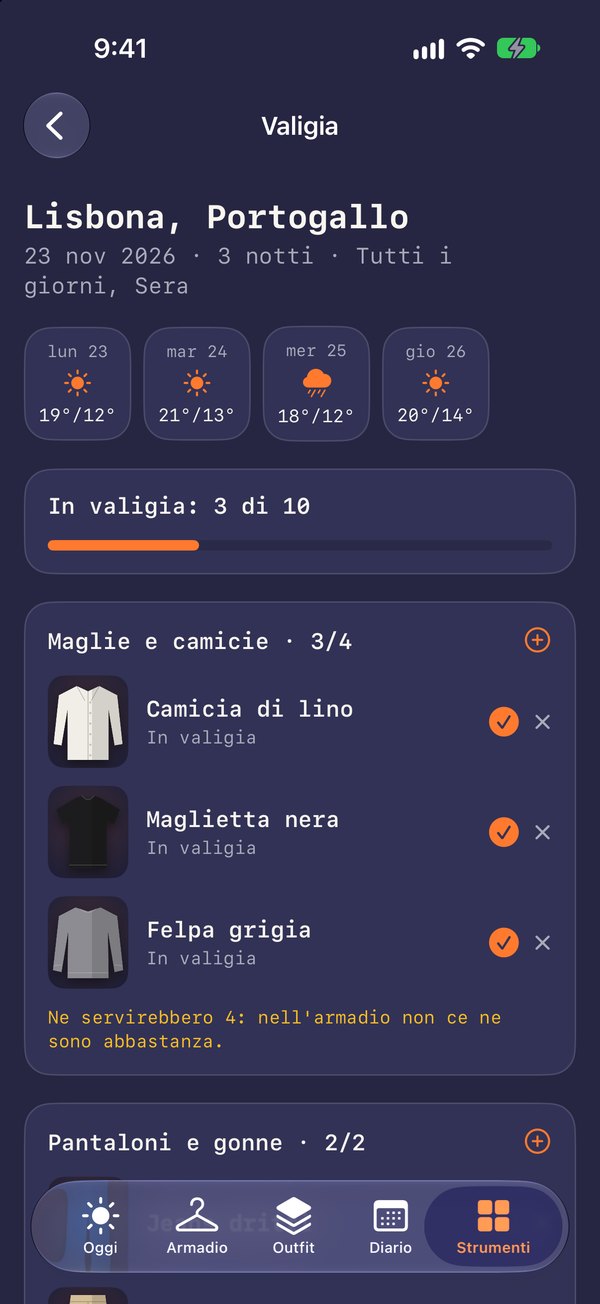 9:41
Valigia
Lisbona, Portogallo
23 nov 2026 · 3 notti · Tutti i
giorni, Sera
lun 23
mar 24
mer 25
gio 26
19°/12°
21°/13°
18°/12°
20°/14°
In valigia: 3 di 10
Maglie e camicie · 3/4
Camicia di lino
In valigia
Maglietta nera
In valigia
Felpa grigia
In valigia
Ne servirebbero 4: nell'armadio non ce ne
sono abbastanza.
Pantaloni e gonne · 2/2
Oggi
Armadio
Outfit
Diario
Strumenti